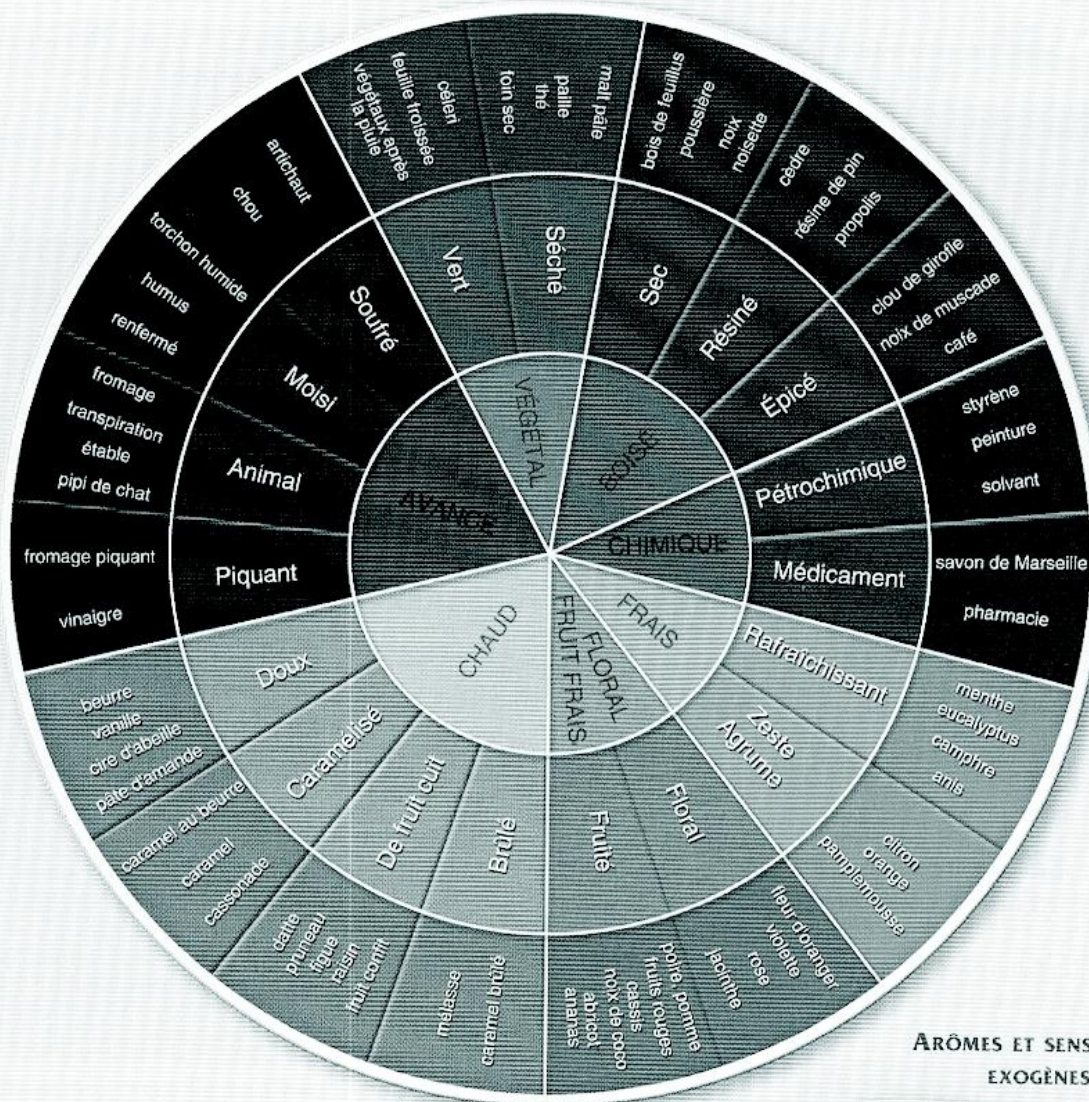 VÉGÉTAL
Vert
céleri
feuille froissée
végétaux après
la pluie
Séché
malt pâle
paille
thé
foin sec
BOISÉ
Sec
bois de feuillus
poussière
noix
noisette
Résiné
cèdre
résine de pin
propolis
Épicé
clou de girofle
noix de muscade
café
CHIMIQUE
Pétrochimique
styrène
peinture
solvant
Médicament
savon de Marseille
pharmacie
FRAIS
Rafraîchissant
menthe
eucalyptus
camphre
anis
Zeste
Agrume
citron
orange
pamplemousse
FLORAL
FRUIT FRAIS
Floral
fleur d'oranger
violette
rose
jacinthe
Fruité
poire, pomme
fruits rouges
cassis
noix de coco
abricot
ananas
CHAUD
Brûlé
mélasse
caramel brûlé
De fruit cuit
datte
pruneau
figue
raisin
fruit confit
Caramélisé
caramel au beurre
caramel
cassonade
Doux
beurre
vanille
cire d'abeille
pâte d'amande
AVANCÉ
Piquant
fromage piquant
vinaigre
Animal
fromage
transpiration
étable
pipi de chat
Moisi
torchon humide
humus
renfermé
Soufré
artichaut
chou
ARÔMES ET SENS
EXOGÈNES